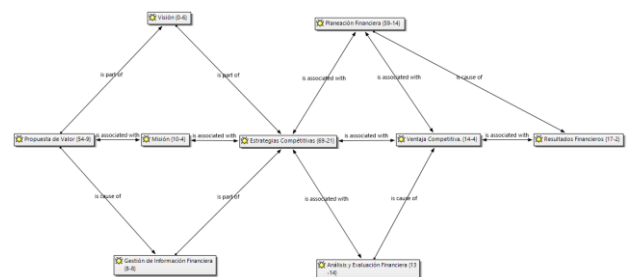 Visión (0-6)
Planeación Financiera (59-14)
is part of
is part of
is associated with
is associated with
is cause of
Propuesta de Valor (54-9)
is associated with
Misión (10-4)
is associated with
Estrategias Competitivas (69-21)
is associated with
Ventaja Competitiva. (14-4)
is associated with
Resultados Financieros (17-2)
is cause of
is part of
is associated with
is cause of
Gestión de Información Financiera
(8-8)
Análisis y Evaluación Financiera (13
-14)